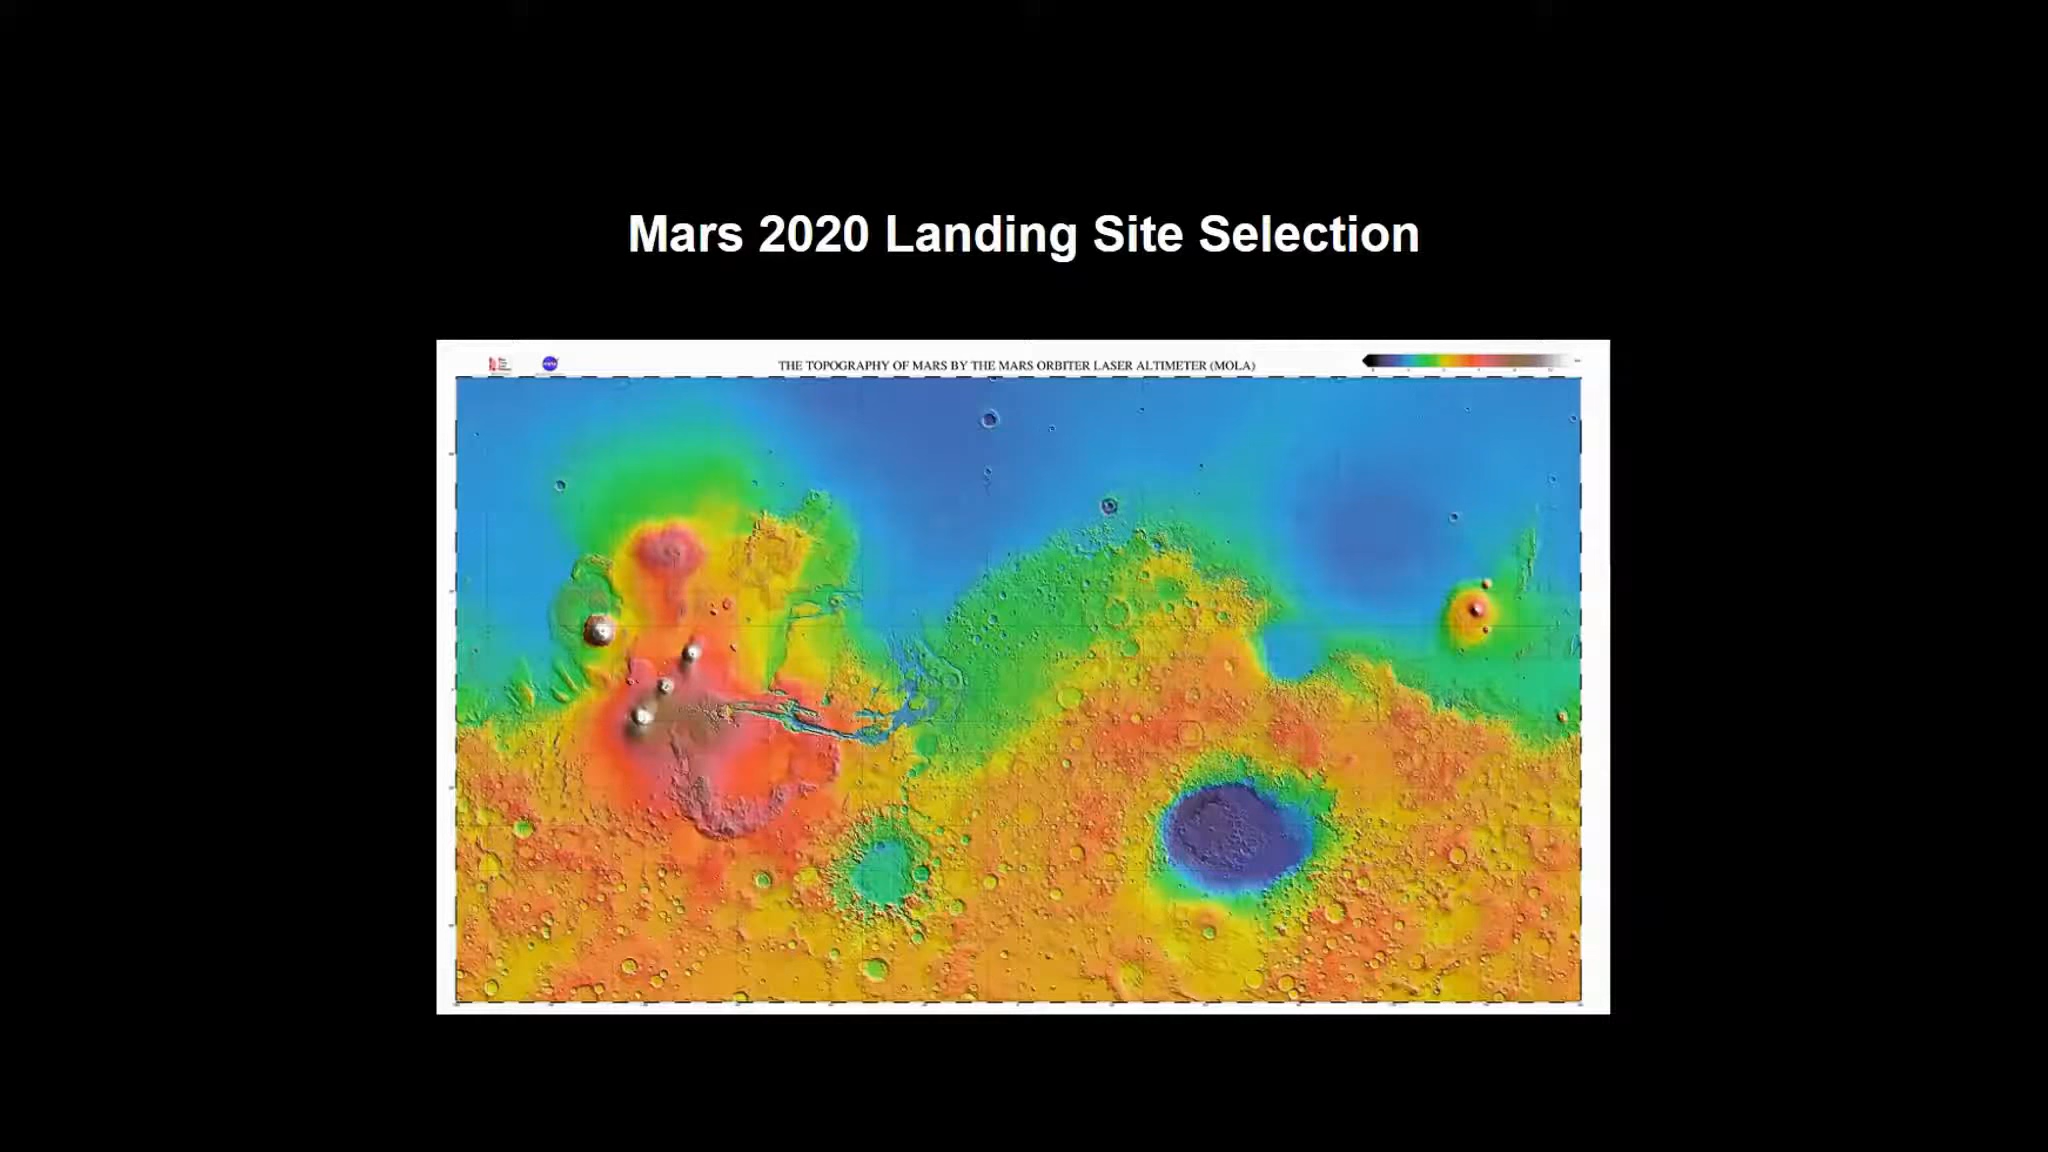 Mars 2020 Landing Site Selection
THE TOPOGRAPHY OF MARS BY THE MARS ORBITER LASER ALTIMETER (MOLA)